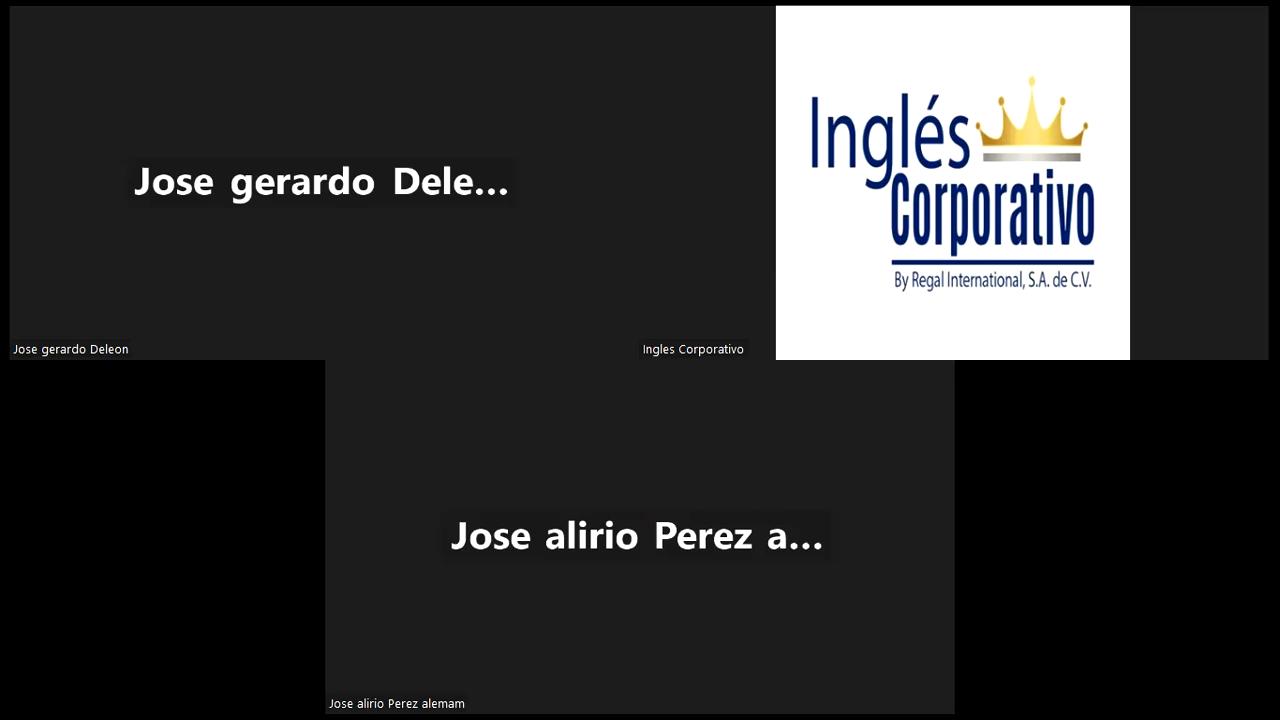 Jose gerardo Dele...
Jose gerardo Deleon
Inglés
Corporativo
By Regal International, S.A. de C.V.
Ingles Corporativo
Jose alirio Perez a...
Jose alirio Perez alemam